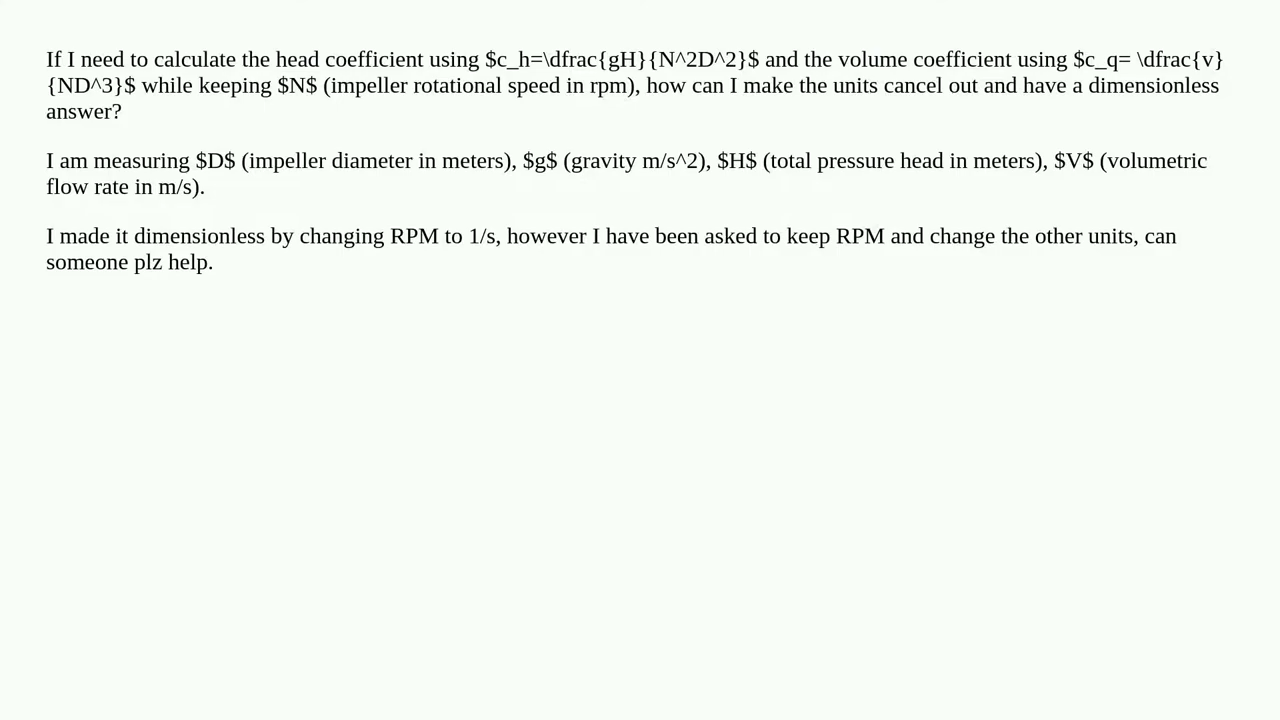 If I need to calculate the head coefficient using $c_h=\dfrac{gH}{N^2D^2}$ and the volume coefficient using $c_q= \dfrac{v}
{ND^3}$ while keeping $N$ (impeller rotational speed in rpm), how can I make the units cancel out and have a dimensionless
answer?
I am measuring $D$ (impeller diameter in meters), $g$ (gravity m/s^2), $H$ (total pressure head in meters), $V$ (volumetric
flow rate in m/s).
I made it dimensionless by changing RPM to 1/s, however I have been asked to keep RPM and change the other units, can
someone plz help.